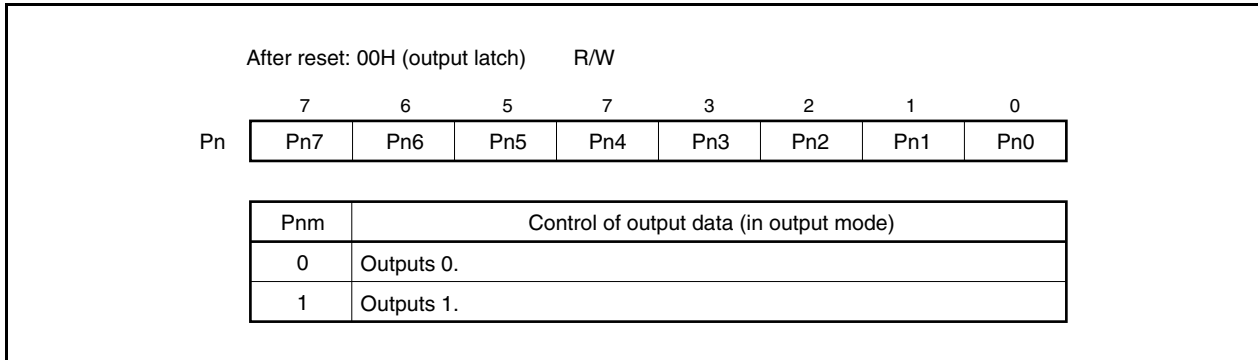 After reset: 00H (output latch) R/W
7 6 5 7 3 2 1 0
Pn Pn7 Pn6 Pn5 Pn4 Pn3 Pn2 Pn1 Pn0
Pnm Control of output data (in output mode)
0 Outputs 0.
1 Outputs 1.